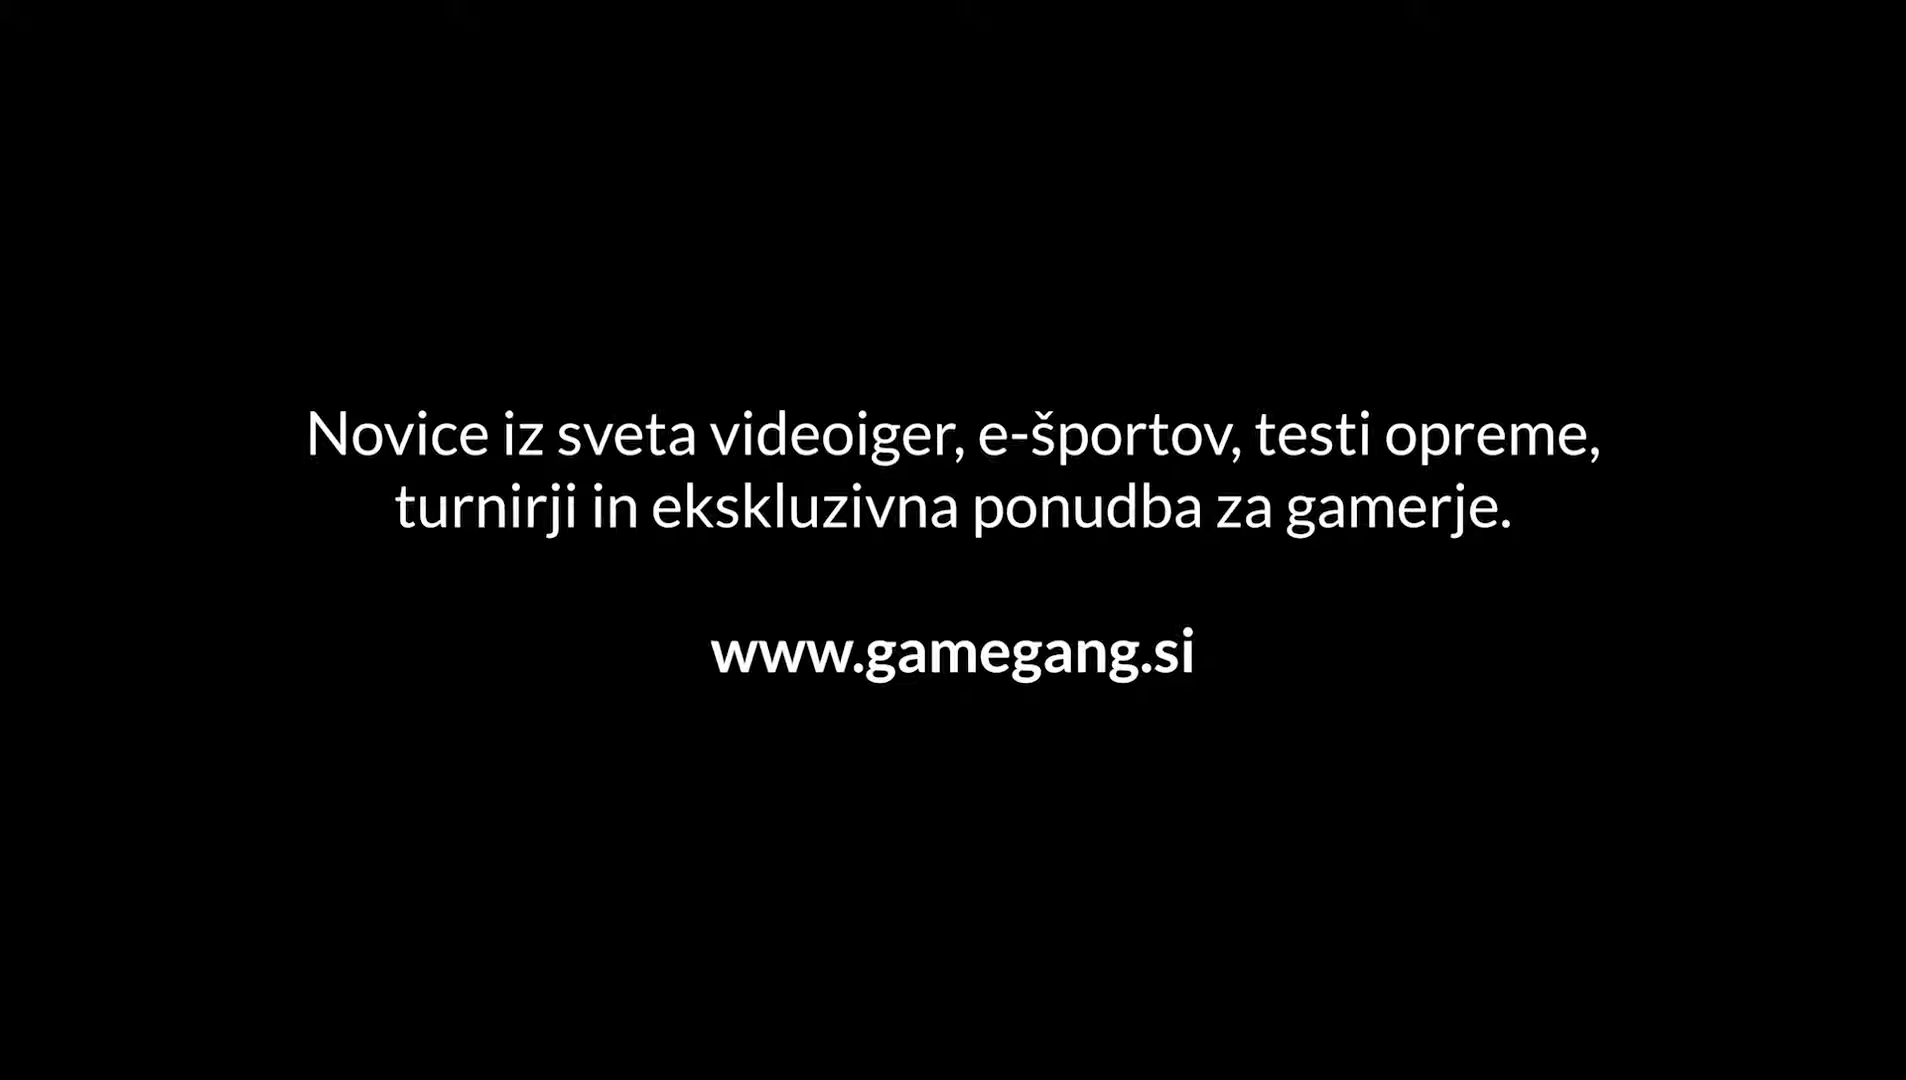 Novice iz sveta videoiger, e-športov, testi opreme,
turnirji in ekskluzivna ponudba za gamerje.
www.gamegang.si